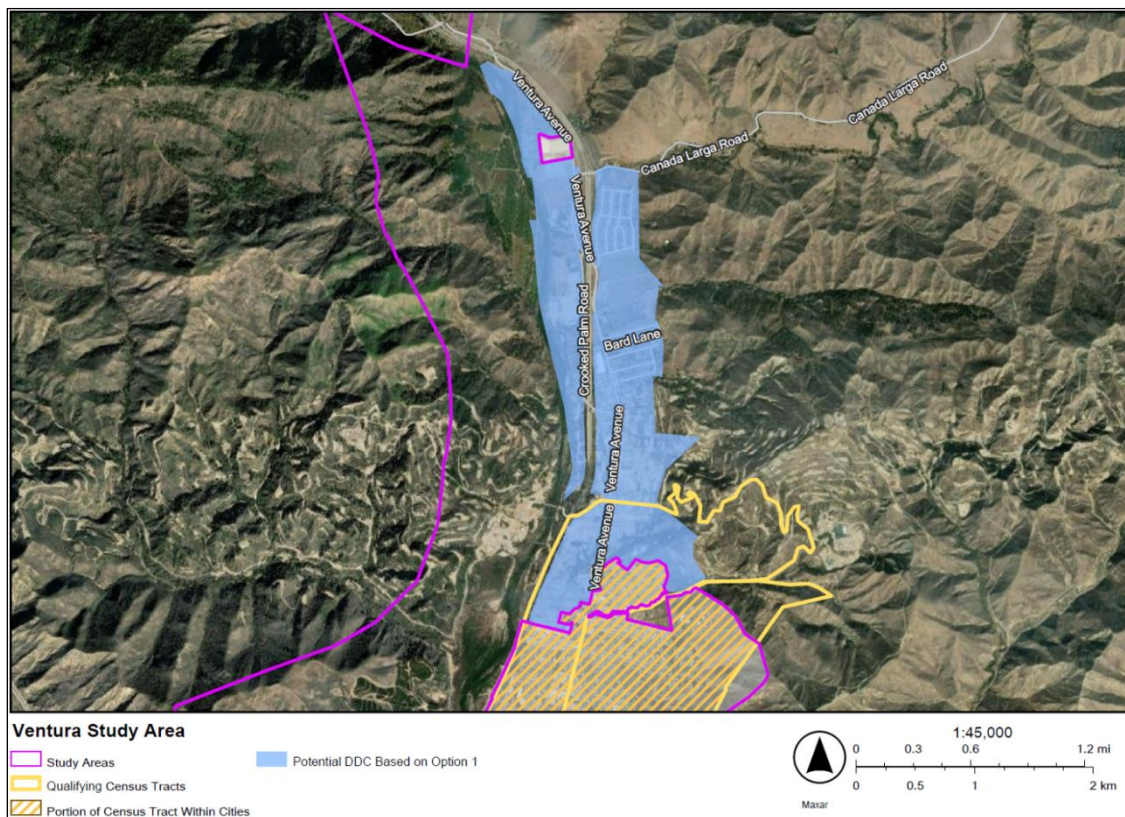 Ventura Avenue
Canada Larga Road
Canada Larga Road
Ventura Avenue
Crooked Palm Road
Bard Lane
Ventura Avenue
Ventura Avenue
Ventura Study Area
Study Areas
Potential DDC Based on Option 1
Qualifying Census Tracts
Portion of Census Tract Within Cities
Maxar
1:45,000
0 0.3 0.6 1.2 mi
0 0.5 1 2 km